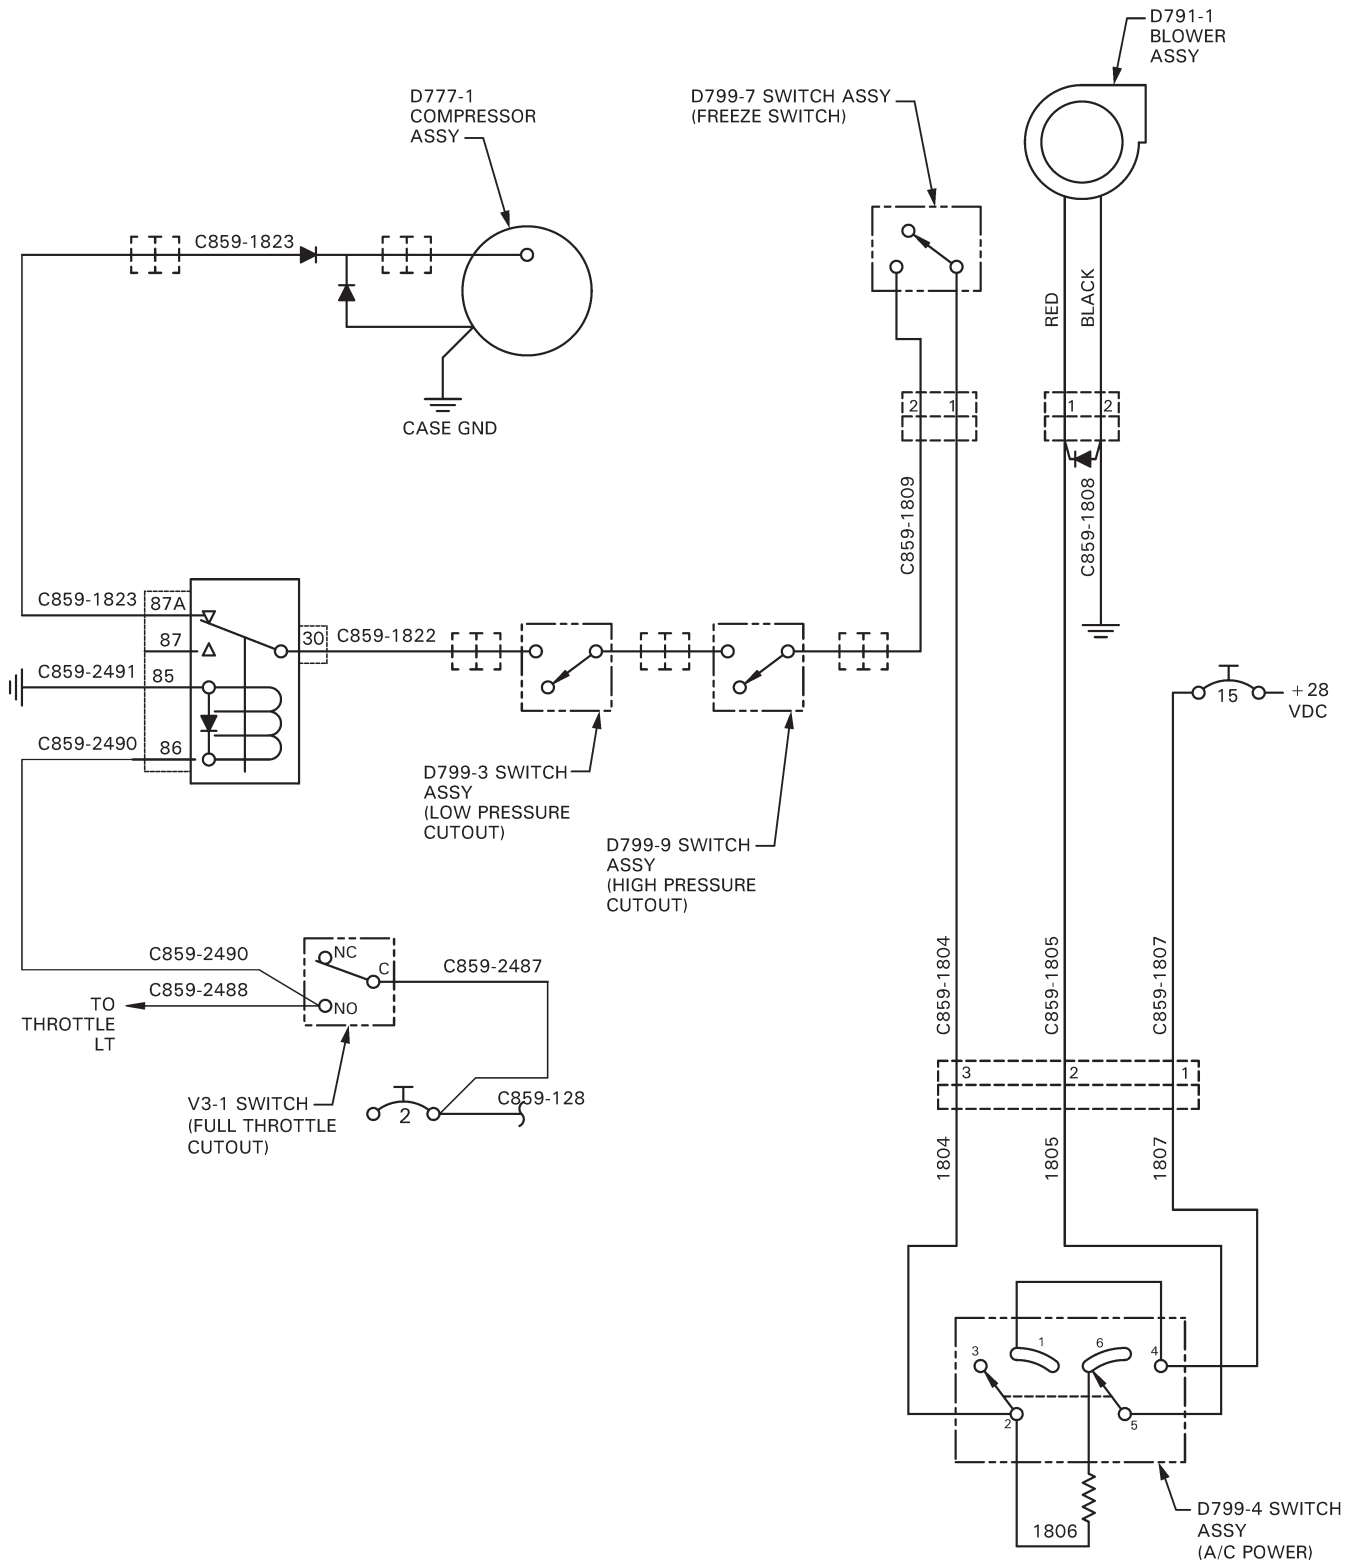 D791-1
BLOWER
ASSY
D777-1
COMPRESSOR
ASSY
D799-7 SWITCH ASSY
(FREEZE SWITCH)
C859-1823
RED
BLACK
CASE GND
2
1
1
2
C859-1809
C859-1808
C859-1823
87A
87
30
C859-1822
C859-2491
85
C859-2490
86
15
+28
VDC
D799-3 SWITCH
ASSY
(LOW PRESSURE
CUTOUT)
D799-9 SWITCH
ASSY
(HIGH PRESSURE
CUTOUT)
C859-2490
NC
C
C859-2487
C859-2488
NO
TO
THROTTLE
LT
C859-1804
C859-1805
C859-1807
3
2
1
V3-1 SWITCH
(FULL THROTTLE
CUTOUT)
2
C859-128
1804
1805
1807
3
1
6
4
2
5
1806
D799-4 SWITCH
ASSY
(A/C POWER)